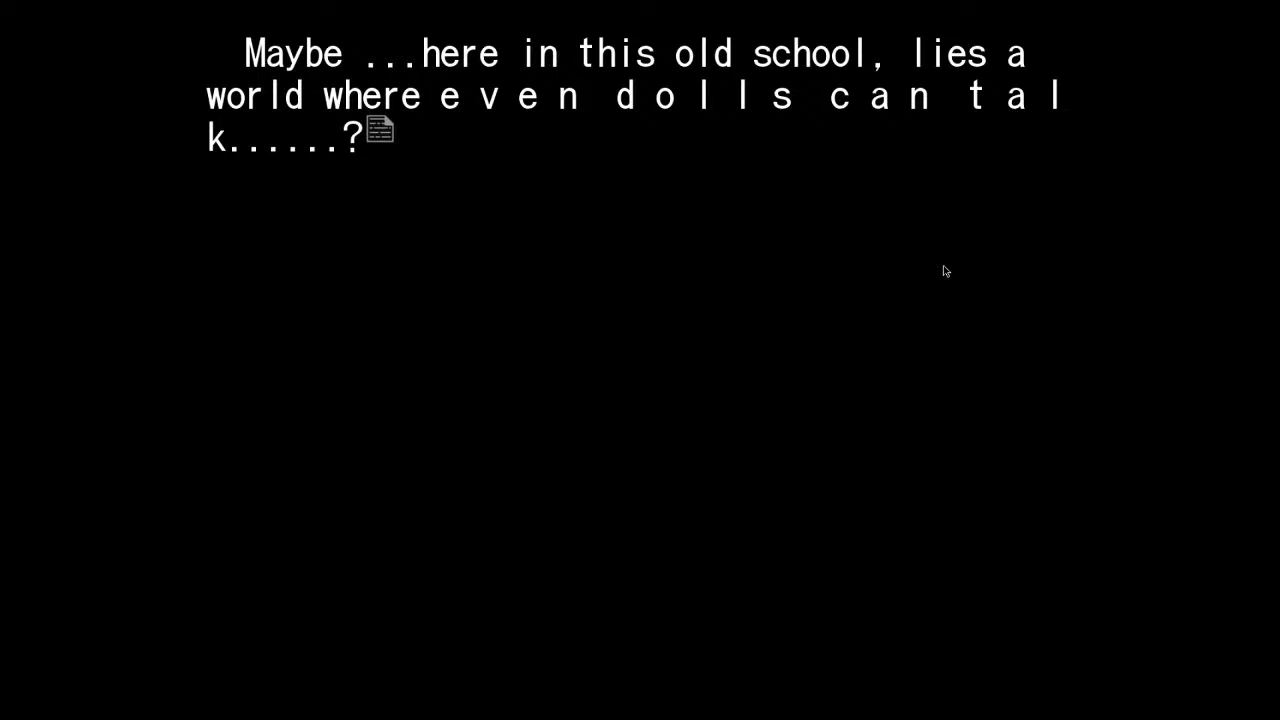 Maybe ...here in this old school, lies a
world where e v e n  d o l l s  c a n  t a l
k......?